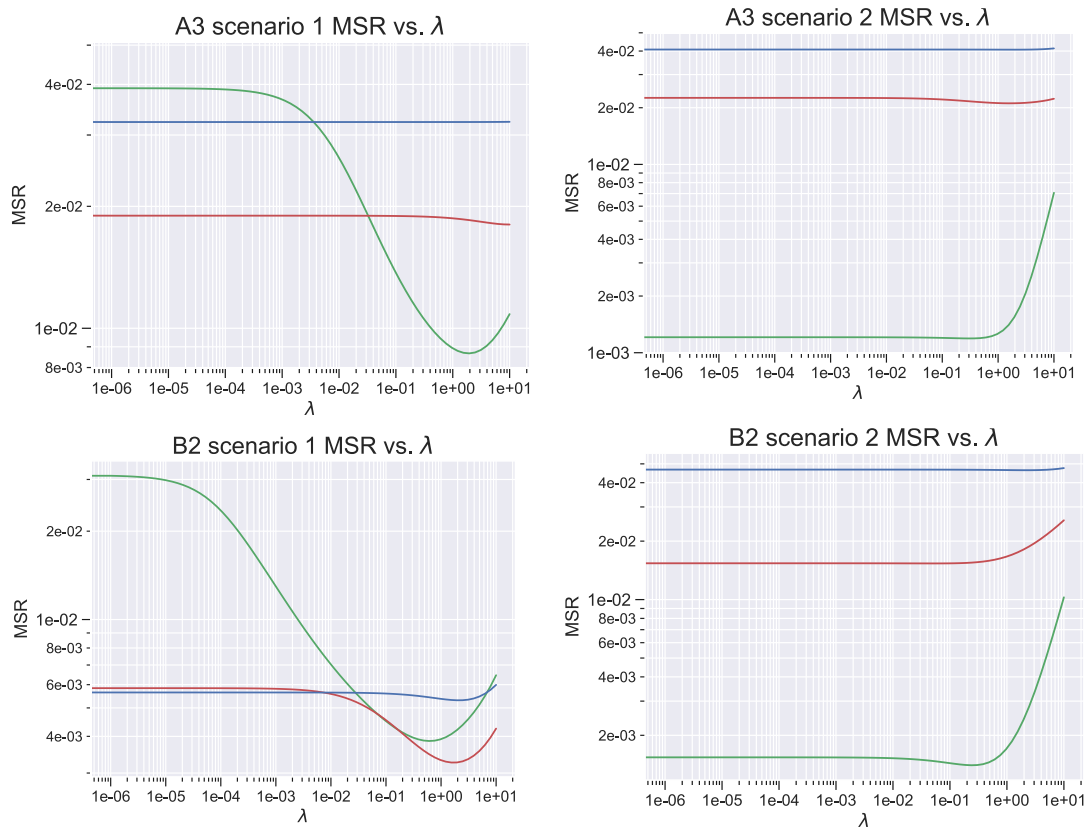 A3 scenario 1 MSR vs. λ
4e-02
2e-02
1e-02
8e-03
MSR
1e-06 1e-05 1e-04 1e-03 1e-02 1e-01 1e+00 1e+01
λ
A3 scenario 2 MSR vs. λ
4e-02
2e-02
1e-02
8e-03
6e-03
4e-03
2e-03
1e-03
MSR
1e-06 1e-05 1e-04 1e-03 1e-02 1e-01 1e+00 1e+01
λ
B2 scenario 1 MSR vs. λ
2e-02
1e-02
8e-03
6e-03
4e-03
MSR
1e-06 1e-05 1e-04 1e-03 1e-02 1e-01 1e+00 1e+01
λ
B2 scenario 2 MSR vs. λ
4e-02
2e-02
1e-02
8e-03
6e-03
4e-03
2e-03
MSR
1e-06 1e-05 1e-04 1e-03 1e-02 1e-01 1e+00 1e+01
λ